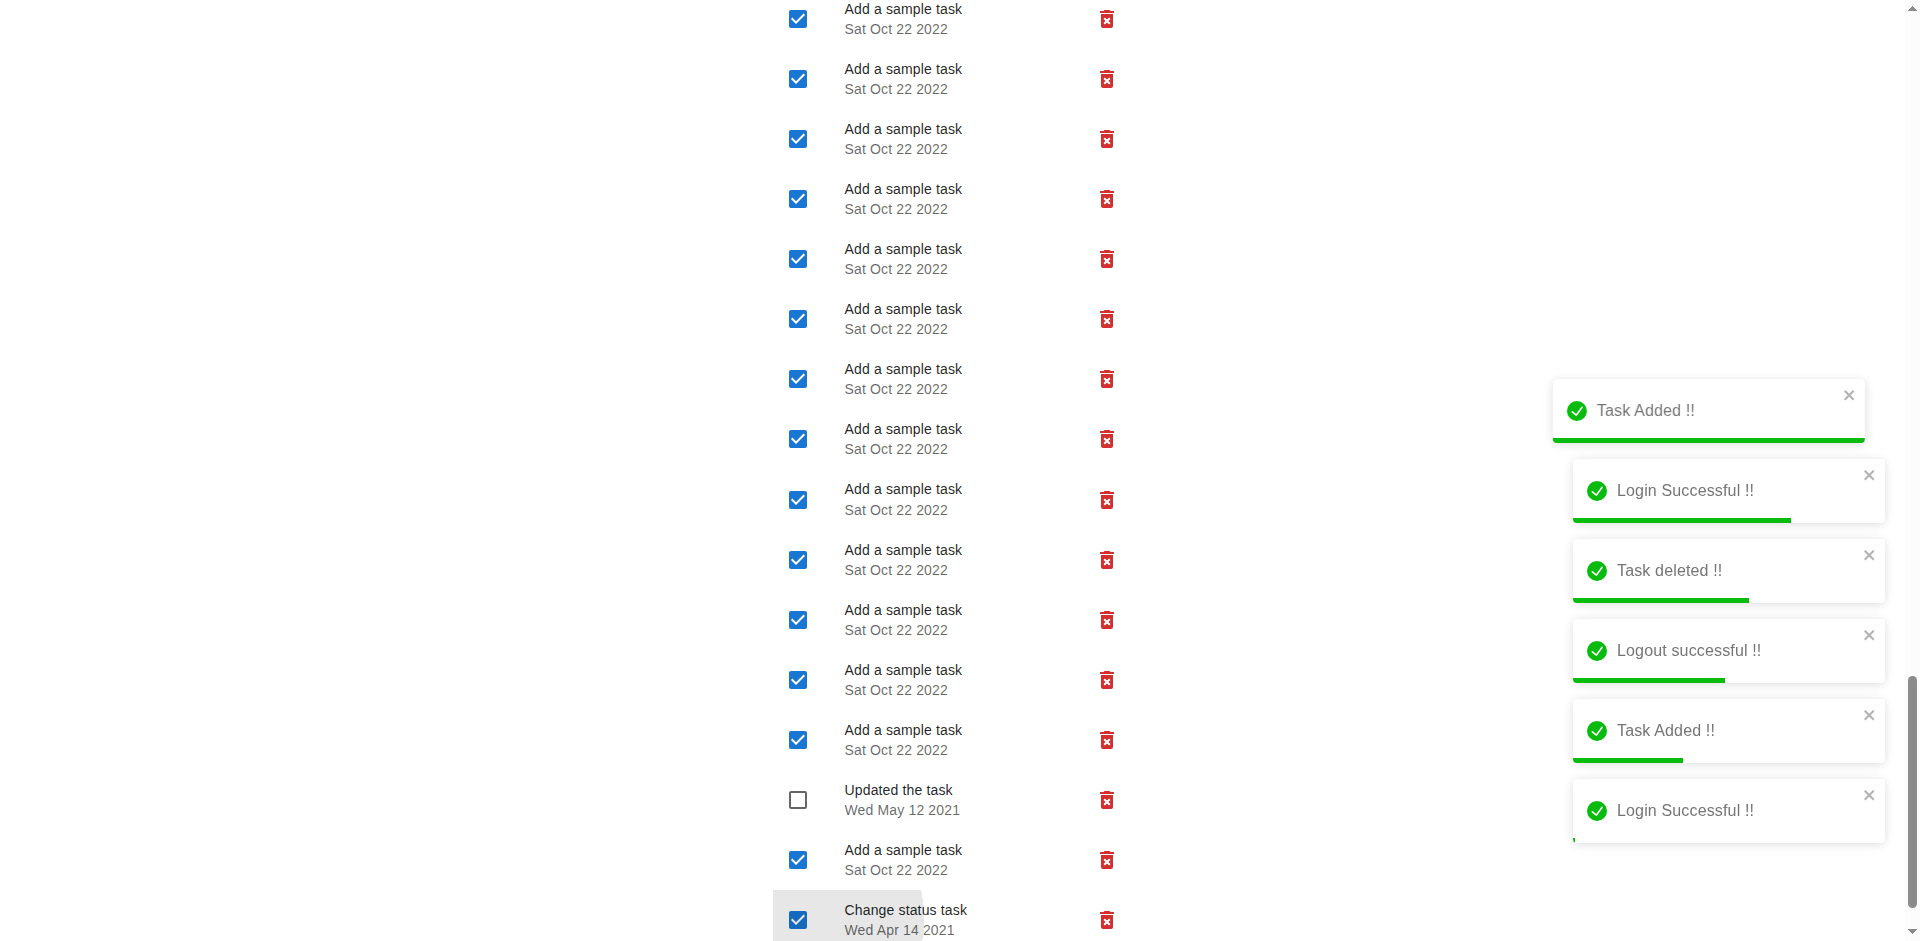 Add a sample task
Sat Oct 22 2022
Add a sample task
Sat Oct 22 2022
Add a sample task
Sat Oct 22 2022
Add a sample task
Sat Oct 22 2022
Add a sample task
Sat Oct 22 2022
Add a sample task
Sat Oct 22 2022
Add a sample task
Sat Oct 22 2022
Add a sample task
Sat Oct 22 2022
Add a sample task
Sat Oct 22 2022
Add a sample task
Sat Oct 22 2022
Add a sample task
Sat Oct 22 2022
Add a sample task
Sat Oct 22 2022
Add a sample task
Sat Oct 22 2022
Updated the task
Wed May 12 2021
Add a sample task
Sat Oct 22 2022
Change status task
Wed Apr 14 2021
Task Added !!
Login Successful !!
Task deleted !!
Logout successful !!
Task Added !!
Login Successful !!